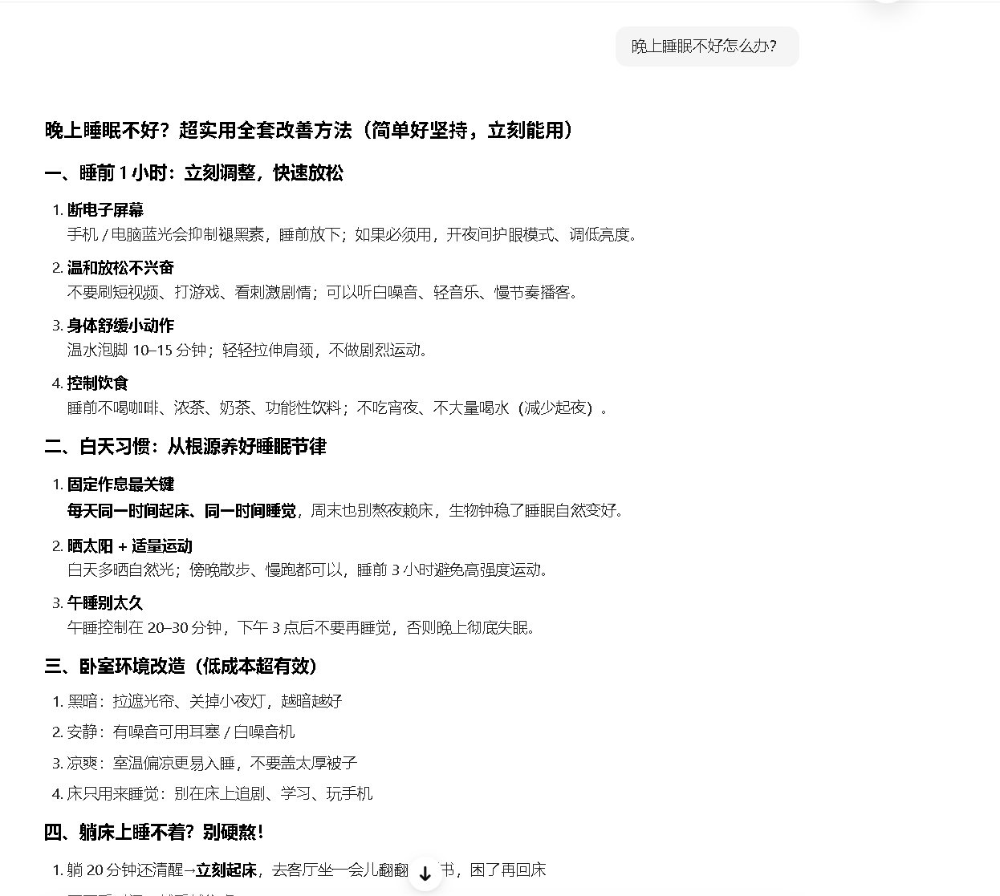 晚上睡眠不好怎么办？
晚上睡眠不好？超实用全套改善方法（简单好坚持，立刻能用）
一、睡前 1 小时：立刻调整，快速放松
1. 断电子屏幕
手机 / 电脑蓝光会抑制褪黑素，睡前放下；如果必须用，开夜间护眼模式、调低亮度。
2. 温和放松不兴奋
不要刷短视频、打游戏、看刺激剧情；可以听白噪音、轻音乐、慢节奏播客。
3. 身体舒缓小动作
温水泡脚 10–15 分钟；轻轻拉伸肩颈，不做剧烈运动。
4. 控制饮食
睡前不喝咖啡、浓茶、奶茶、功能性饮料；不吃宵夜、不大量喝水（减少起夜）。
二、白天习惯：从根源养好睡眠节律
1. 固定作息最关键
每天同一时间起床、同一时间睡觉，周末也别熬夜赖床，生物钟稳了睡眠自然变好。
2. 晒太阳 + 适量运动
白天多晒自然光；傍晚散步、慢跑都可以，睡前 3 小时避免高强度运动。
3. 午睡别太久
午睡控制在 20–30 分钟，下午 3 点后不要再睡觉，否则晚上彻底失眠。
三、卧室环境改造（低成本超有效）
1. 黑暗：拉遮光帘、关掉小夜灯，越暗越好
2. 安静：有噪音可用耳塞 / 白噪音机
3. 凉爽：室温偏凉更易入睡，不要盖太厚被子
4. 床只用来睡觉：别在床上追剧、学习、玩手机
四、躺床上睡不着？别硬熬！
1. 躺 20 分钟还清醒→立刻起床，去客厅坐一会儿翻翻 书，困了再回床